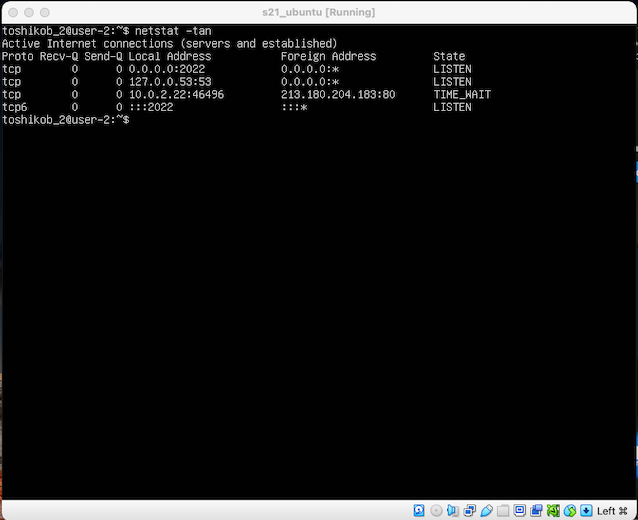 s21_ubuntu [Running]
toshikob_2@user-2:~$ netstat -tan
Active Internet connections (servers and established)
Proto Recv-Q Send-Q Local Address           Foreign Address         State
tcp        0      0 0.0.0.0:2022            0.0.0.0:*               LISTEN
tcp        0      0 127.0.0.53:53           0.0.0.0:*               LISTEN
tcp        0      0 10.0.2.22:46496         213.180.204.183:80      TIME_WAIT
tcp6       0      0 :::2022                 :::*                    LISTEN
toshikob_2@user-2:~$
Left ⌘